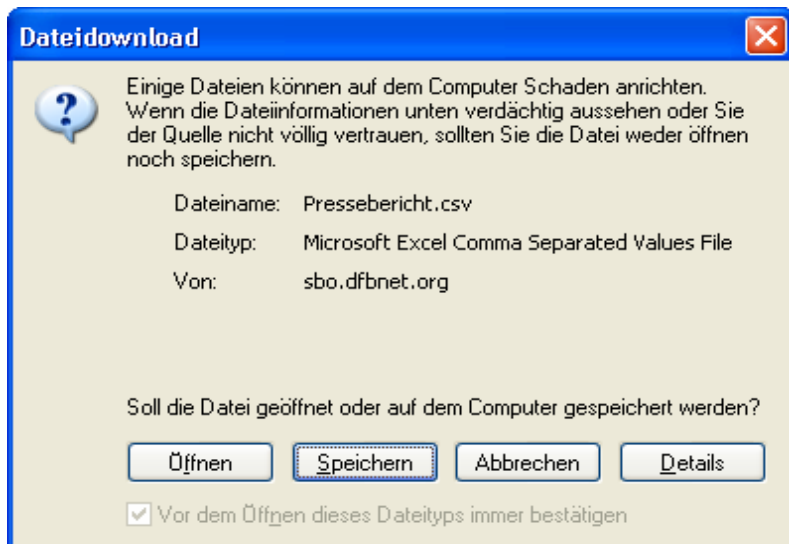 Dateidownload
Einige Dateien können auf dem Computer Schaden anrichten.
Wenn die Dateiinformationen unten verdächtig aussehen oder Sie
der Quelle nicht völlig vertrauen, sollten Sie die Datei weder öffnen
noch speichern.
Dateiname: Pressebericht.csv
Dateityp: Microsoft Excel Comma Separated Values File
Von: sbo.dfbnet.org
Soll die Datei geöffnet oder auf dem Computer gespeichert werden?
Öffnen Speichern Abbrechen Details
Vor dem Öffnen dieses Dateityps immer bestätigen